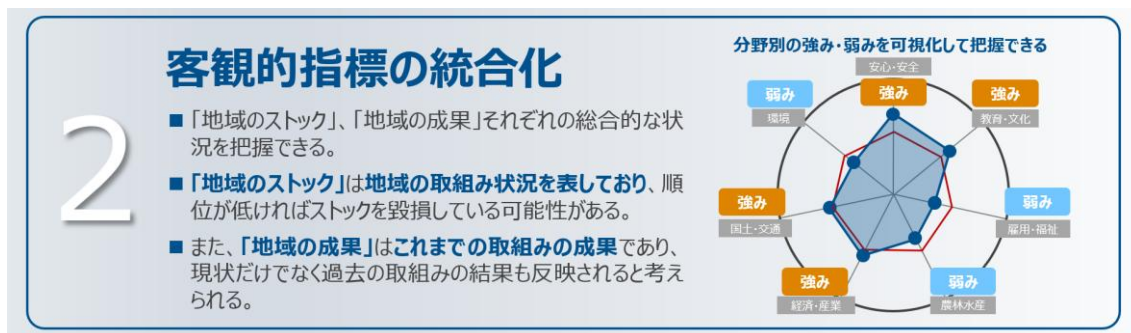 2
客観的指標の統合化
■「地域のストック」、「地域の成果」それぞれの総合的な状
況を把握できる。
■「地域のストック」は地域の取組み状況を表しており、順
位が低ければストックを毀損している可能性がある。
■また、「地域の成果」はこれまでの取組みの成果であり、
現状だけでなく過去の取組みの結果も反映されると考え
られる。
分野別の強み・弱みを可視化して把握できる
安心・安全
強み
強み
教育・文化
弱み
雇用・福祉
弱み
農林水産
強み
経済・産業
強み
国土・交通
弱み
環境